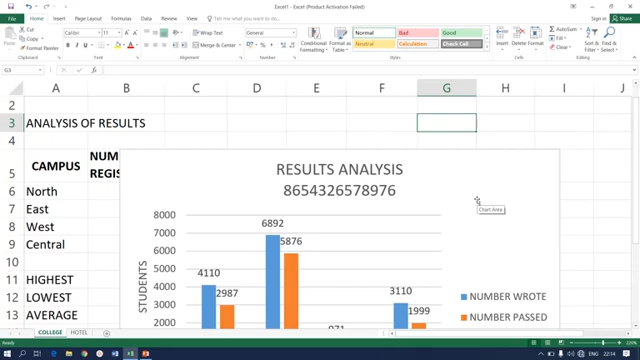 Excel1 - Excel (Product Activation Failed)
File Home Insert Page Layout Formulas Data Review View Tell me what you want to do
Sign in Share
Cut
Copy
Format Painter
Paste
Clipboard
Calibri 11
Font
Wrap Text
Merge & Center
Alignment
General
Number
Conditional Formatting
Format as Table
Normal Bad Good
Neutral Calculation Check Cell
Styles
Insert Delete Format
Cells
AutoSum
Fill
Clear
Sort & Filter
Find & Select
Editing
G3
A B C D E F G H I J
2
3 ANALYSIS OF RESULTS
4
5 CAMPUS
6 North
7 East
8 West
9 Central
10
11 HIGHEST
12 LOWEST
13 AVERAGE
RESULTS ANALYSIS
8654326578976
Chart Area
STUDENTS
8000
7000
6000
5000
4000
3000
2000
4110
2987
6892
5876
971
3110
1999
NUMBER WROTE
NUMBER PASSED
COLLEGE HOTEL
Ready
220%
ENG 22:14